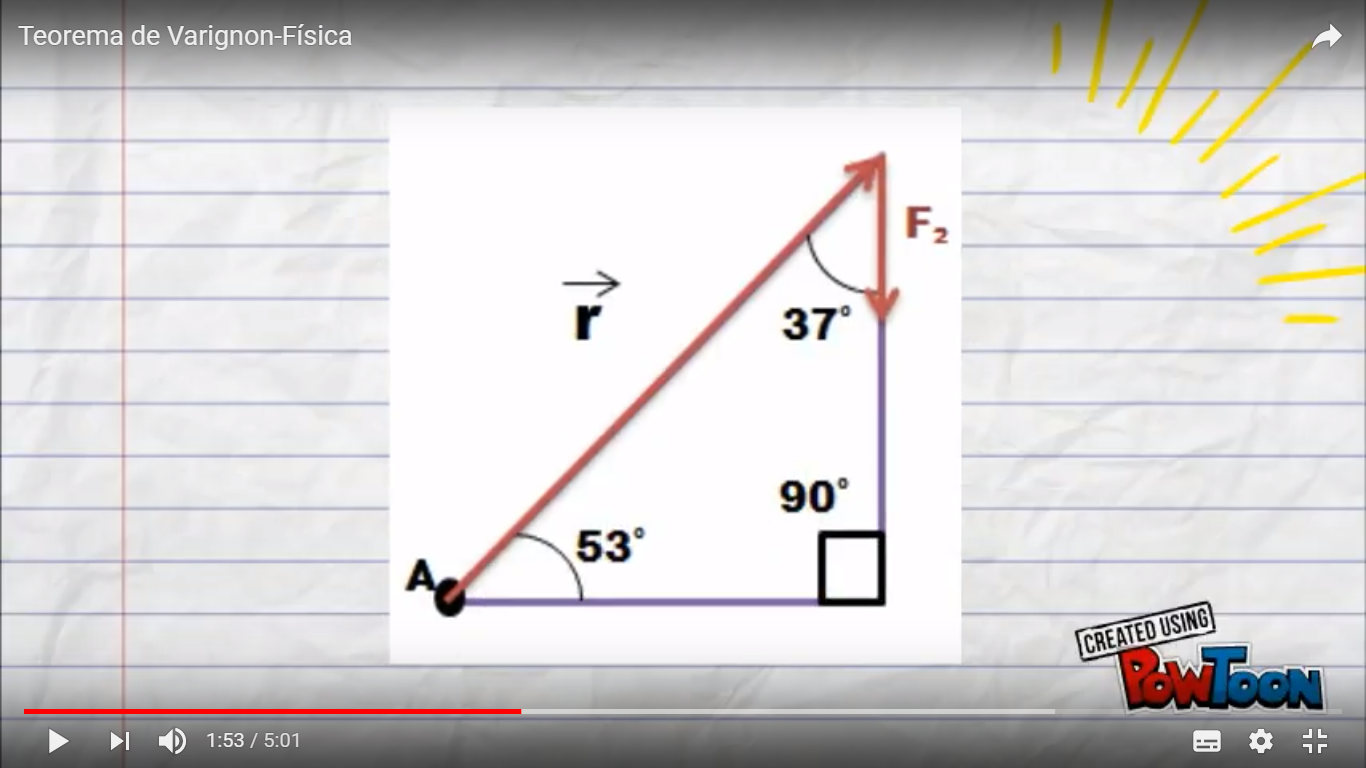 Teorema de Varignon-Física
F₂
r
37°
90°
53°
A
CREATED USING
POWTOON
1:53 / 5:01